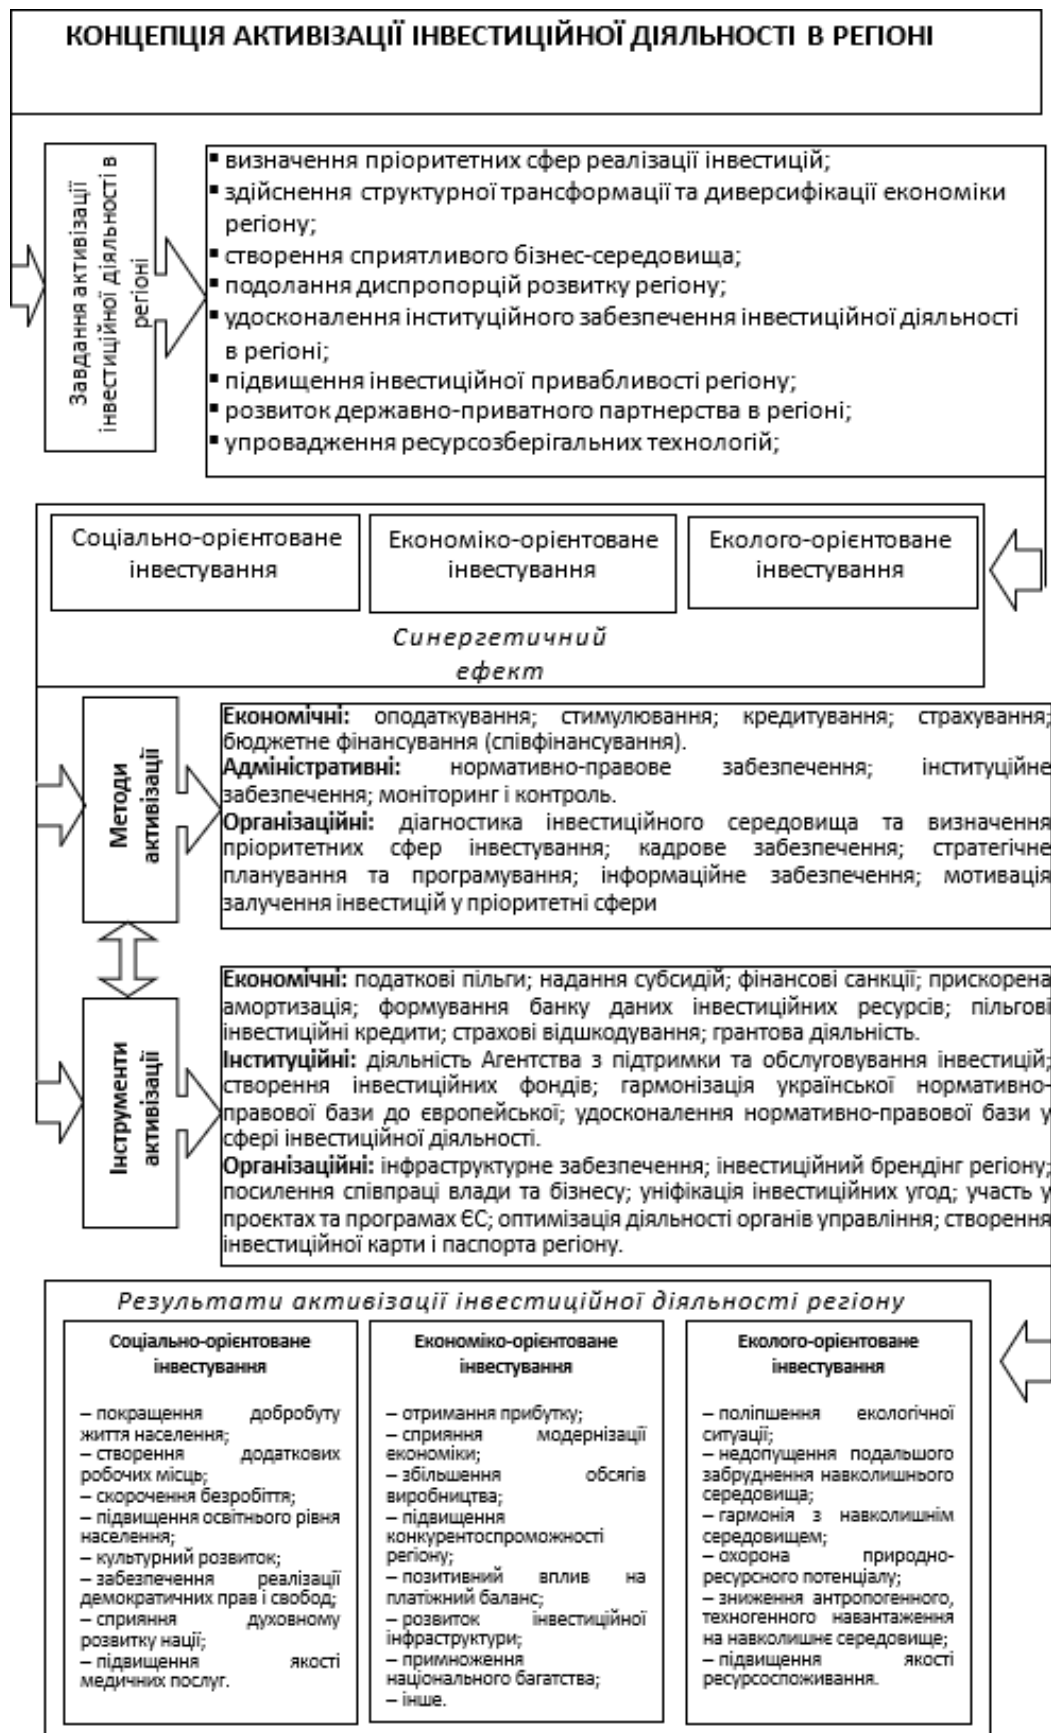 КОНЦЕПЦІЯ АКТИВІЗАЦІЇ ІНВЕСТИЦІЙНОЇ ДІЯЛЬНОСТІ В РЕГІОНІ
Завдання активізації
інвестиційної діяльності в
регіоні
▪ визначення пріоритетних сфер реалізації інвестицій;
▪ здійснення структурної трансформації та диверсифікації економіки
регіону;
▪ створення сприятливого бізнес-середовища;
▪ подолання диспропорцій розвитку регіону;
▪ удосконалення інституційного забезпечення інвестиційної діяльності
в регіоні;
▪ підвищення інвестиційної привабливості регіону;
▪ розвиток державно-приватного партнерства в регіоні;
▪ упровадження ресурсозберігальних технологій;
Соціально-орієнтоване
інвестування
Економіко-орієнтоване
інвестування
Еколого-орієнтоване
інвестування
Синергетичний
ефект
Методи
активізації
Економічні: оподаткування; стимулювання; кредитування; страхування;
бюджетне фінансування (співфінансування).
Адміністративні: нормативно-правове забезпечення; інституційне
забезпечення; моніторинг і контроль.
Організаційні: діагностика інвестиційного середовища та визначення
пріоритетних сфер інвестування; кадрове забезпечення; стратегічне
планування та програмування; інформаційне забезпечення; мотивація
залучення інвестицій у пріоритетні сфери
Інструменти
активізації
Економічні: податкові пільги; надання субсидій; фінансові санкції; прискорена
амортизація; формування банку даних інвестиційних ресурсів; пільгові
інвестиційні кредити; страхові відшкодування; грантова діяльність.
Інституційні: діяльність Агентства з підтримки та обслуговування інвестицій;
створення інвестиційних фондів; гармонізація української нормативно-
правової бази до європейської; удосконалення нормативно-правової бази у
сфері інвестиційної діяльності.
Організаційні: інфраструктурне забезпечення; інвестиційний брендінг регіону;
посилення співпраці влади та бізнесу; уніфікація інвестиційних угод; участь у
проєктах та програмах ЄС; оптимізація діяльності органів управління; створення
інвестиційної карти і паспорта регіону.
Результати активізації інвестиційної діяльності регіону
Соціально-орієнтоване
інвестування
– покращення добробуту
життя населення;
– створення додаткових
робочих місць;
– скорочення безробіття;
– підвищення освітнього рівня
населення;
– культурний розвиток;
– забезпечення реалізації
демократичних прав і свобод;
– сприяння духовному
розвитку нації;
– підвищення якості
медичних послуг.
Економіко-орієнтоване
інвестування
– отримання прибутку;
– сприяння модернізації
економіки;
– збільшення обсягів
виробництва;
– підвищення
конкурентоспроможності
регіону;
– позитивний вплив на
платіжний баланс;
– розвиток інвестиційної
інфраструктури;
– примноження
національного багатства;
– інше.
Еколого-орієнтоване
інвестування
– поліпшення екологічної
ситуації;
– недопущення подальшого
забруднення навколишнього
середовища;
– гармонія з навколишнім
середовищем;
– охорона природно-
ресурсного потенціалу;
– зниження антропогенного,
техногенного навантаження
на навколишнє середовище;
– підвищення якості
ресурсоспоживання.